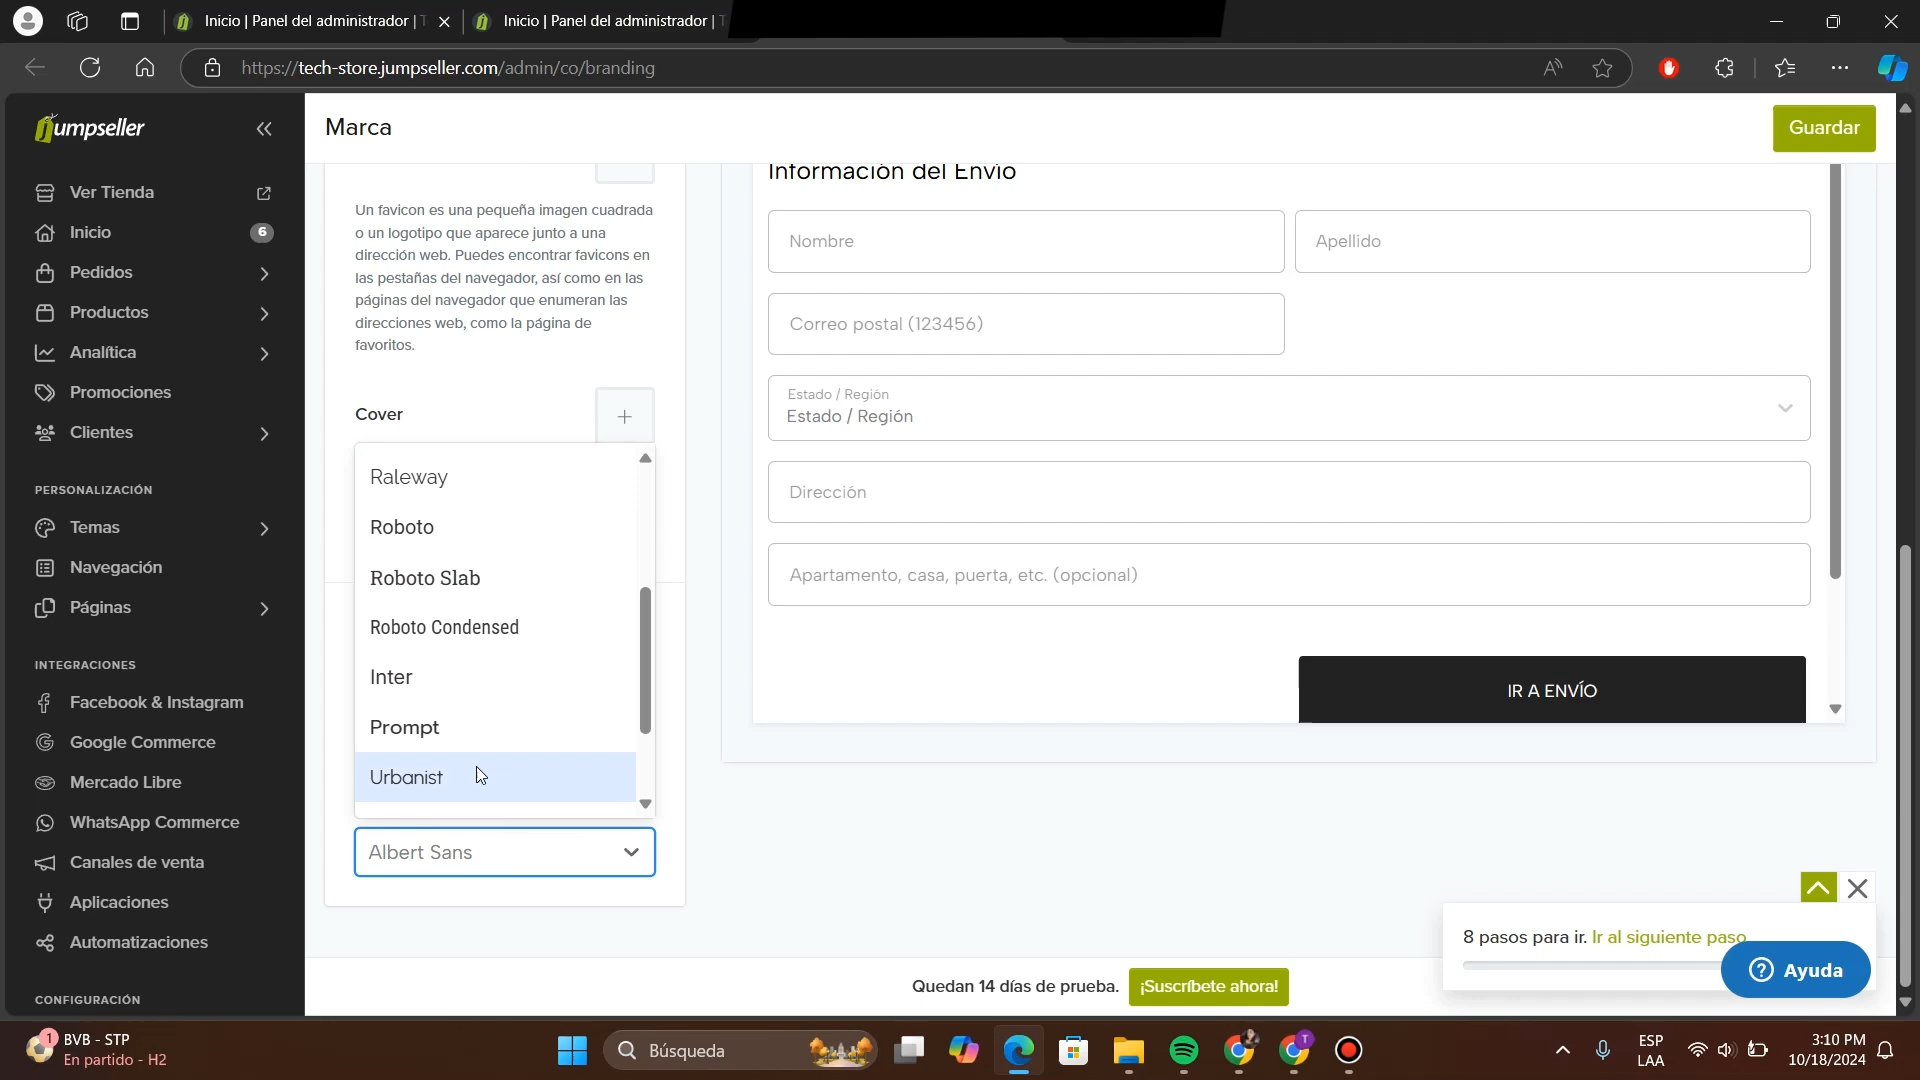 Inicio | Panel del administrador | T
Inicio | Panel del administrador | T
https://tech-store.jumpseller.com/admin/co/branding
jumpseller
Marca
Guardar
Ver Tienda
Inicio
6
Pedidos
Productos
Analítica
Promociones
Clientes
PERSONALIZACIÓN
Temas
Navegación
Páginas
INTEGRACIONES
Facebook & Instagram
Google Commerce
Mercado Libre
WhatsApp Commerce
Canales de venta
Aplicaciones
Automatizaciones
CONFIGURACIÓN
Un favicon es una pequeña imagen cuadrada
o un logotipo que aparece junto a una
dirección web. Puedes encontrar favicons en
las pestañas del navegador, así como en las
páginas del navegador que enumeran las
direcciones web, como la página de
favoritos.
Cover
+
Raleway
Roboto
Roboto Slab
Roboto Condensed
Inter
Prompt
Urbanist
Albert Sans
Información del Envío
Nombre
Apellido
Correo postal (123456)
Estado / Región
Estado / Región
Dirección
Apartamento, casa, puerta, etc. (opcional)
IR A ENVÍO
8 pasos para ir. Ir al siguiente paso
Ayuda
Quedan 14 días de prueba.
¡Suscríbete ahora!
1
BVB - STP
En partido - H2
Búsqueda
T
ESP
LAA
3:10 PM
10/18/2024